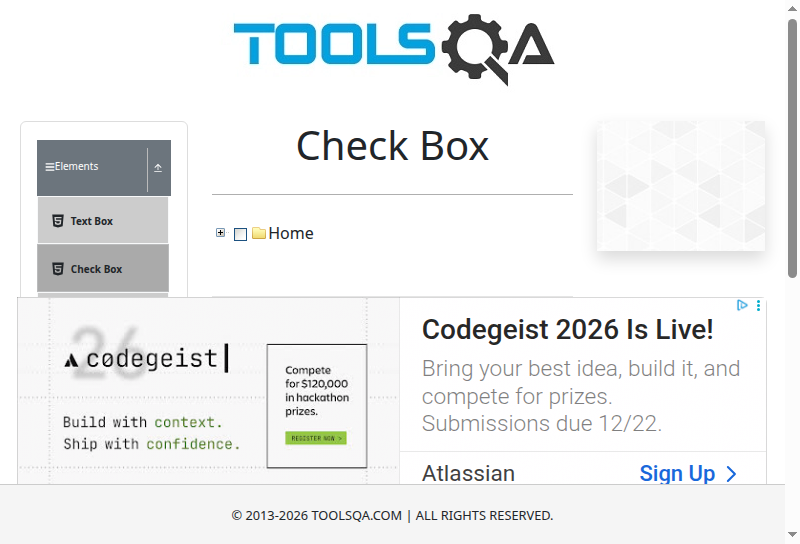 TOOLSQA
Elements
Text Box
Check Box
Check Box
Home
26
codegeist
Build with context.
Ship with confidence.
Compete
for $120,000
in hackathon
prizes.
REGISTER NOW >
Codegeist 2026 Is Live!
Bring your best idea, build it, and
compete for prizes.
Submissions due 12/22.
Atlassian
Sign Up
© 2013-2026 TOOLSQA.COM | ALL RIGHTS RESERVED.